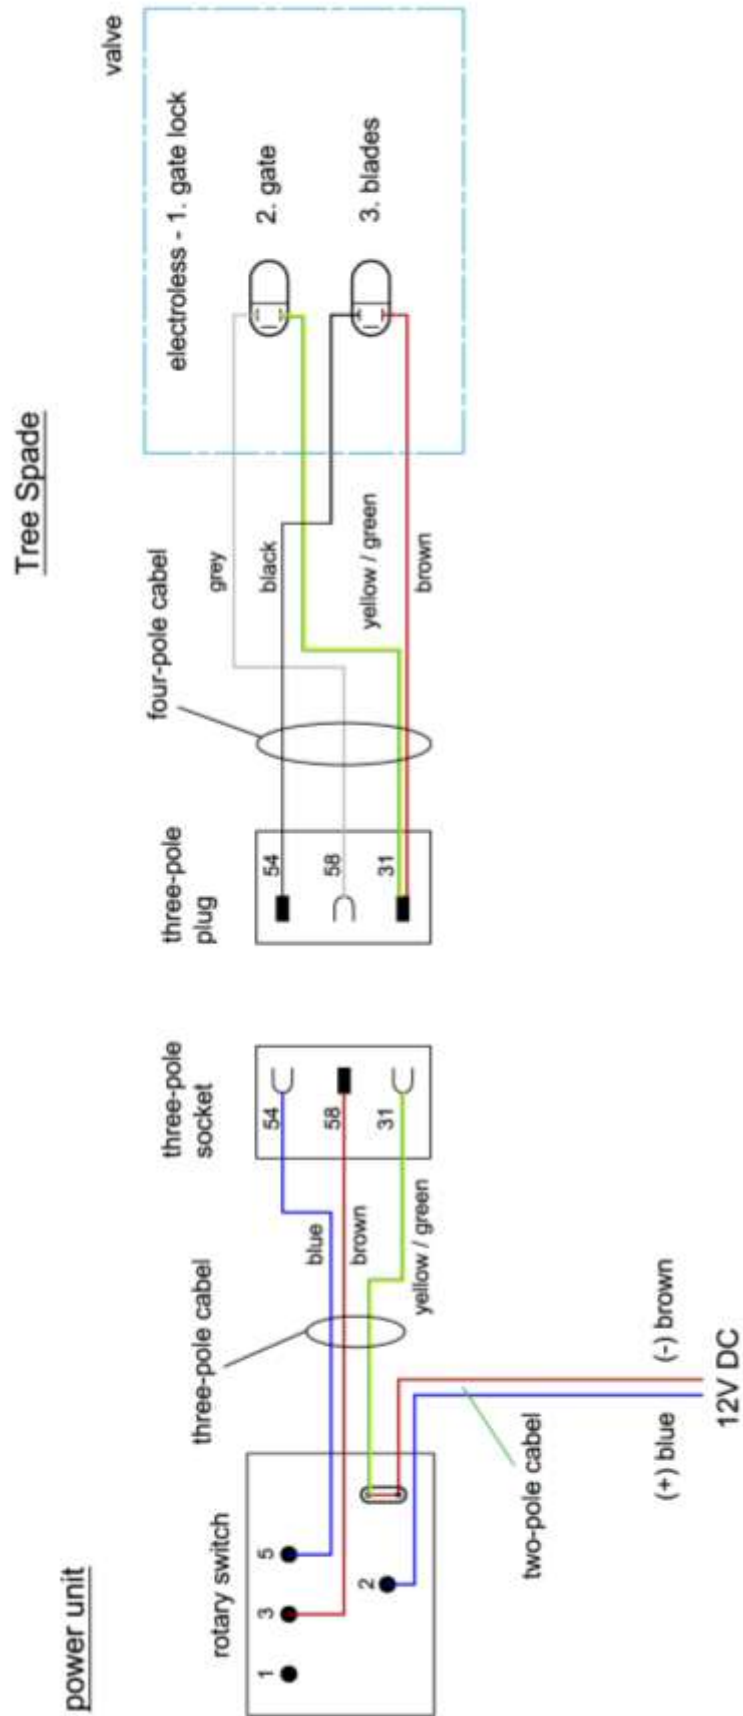 power unit
Tree Spade
rotary switch
three-pole cabel
three-pole
socket
three-pole
plug
four-pole cabel
valve
1
3
5
2
blue
brown
yellow / green
54
58
31
54
58
31
grey
black
yellow / green
brown
electroless - 1. gate lock
2. gate
3. blades
two-pole cabel
(+) blue
(-) brown
12V DC